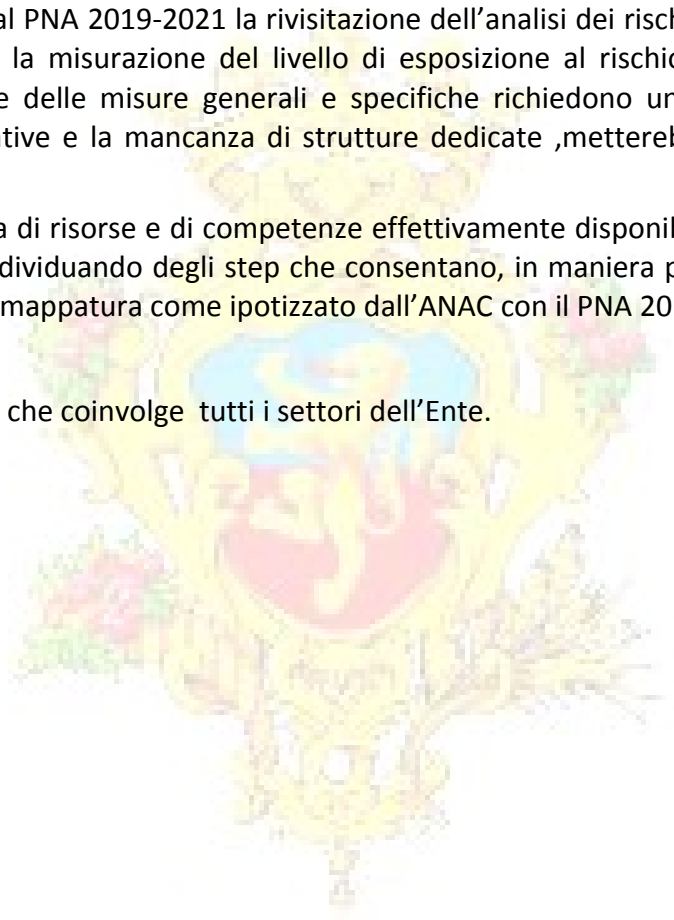 al PNA 2019-2021 la rivisitazione dell’analisi dei risch
la misurazione del livello di esposizione al rischio
e delle misure generali e specifiche richiedono un
tive e la mancanza di strutture dedicate ,mettereb
a di risorse e di competenze effettivamente disponil
dividuando degli step che consentano, in maniera p
mappatura come ipotizzato dall’ANAC con il PNA 20
che coinvolge tutti i settori dell’Ente.